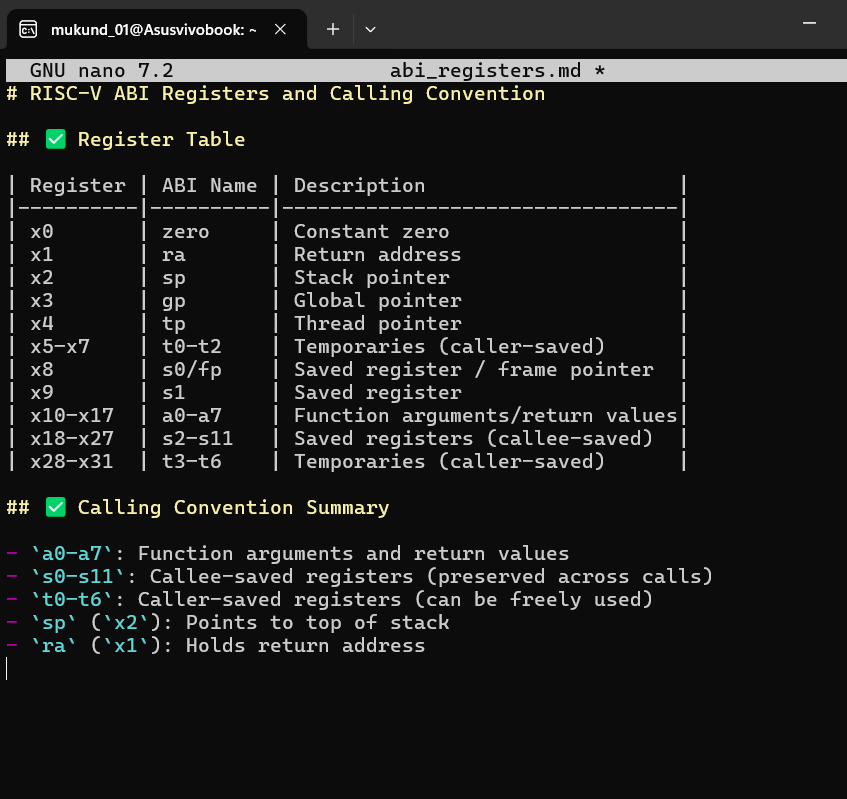 mukund_01@Asusvivobook: ~
GNU nano 7.2 abi_registers.md *
# RISC-V ABI Registers and Calling Convention
## ✅ Register Table
| Register | ABI Name | Description |
|----------|----------|---------------------------------|
| x0 | zero | Constant zero |
| x1 | ra | Return address |
| x2 | sp | Stack pointer |
| x3 | gp | Global pointer |
| x4 | tp | Thread pointer |
| x5-x7 | t0-t2 | Temporaries (caller-saved) |
| x8 | s0/fp | Saved register / frame pointer |
| x9 | s1 | Saved register |
| x10-x17 | a0-a7 | Function arguments/return values|
| x18-x27 | s2-s11 | Saved registers (callee-saved) |
| x28-x31 | t3-t6 | Temporaries (caller-saved) |
## ✅ Calling Convention Summary
- `a0-a7`: Function arguments and return values
- `s0-s11`: Callee-saved registers (preserved across calls)
- `t0-t6`: Caller-saved registers (can be freely used)
- `sp` (`x2`): Points to top of stack
- `ra` (`x1`): Holds return address